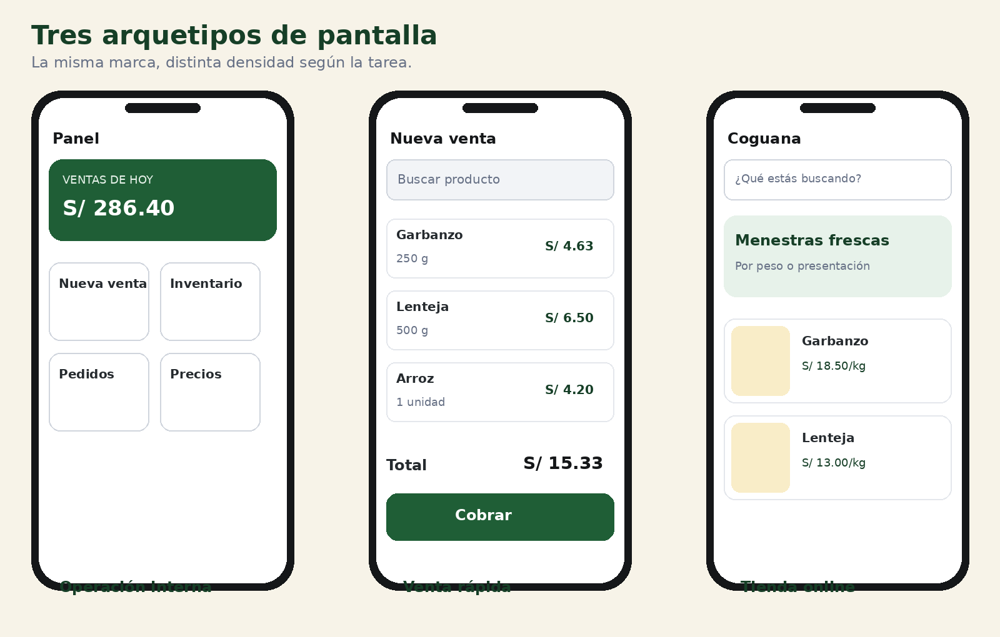 Tres arquetipos de pantalla
La misma marca, distinta densidad según la tarea.
Panel
VENTAS DE HOY
S/ 286.40
Nueva venta
Inventario
Pedidos
Precios
Operación interna
Nueva venta
Buscar producto
Garbanzo
S/ 4.63
250 g
Lenteja
S/ 6.50
500 g
Arroz
S/ 4.20
1 unidad
Total
S/ 15.33
Cobrar
Venta rápida
Coguana
¿Qué estás buscando?
Menestras frescas
Por peso o presentación
Garbanzo
S/ 18.50/kg
Lenteja
S/ 13.00/kg
Tienda online